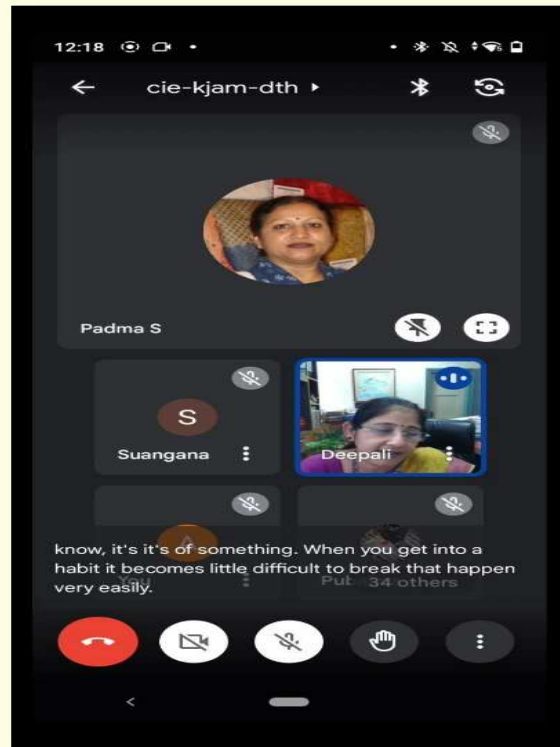 12:18
cie-kjam-dth
Padma S
S
Suangana
Deepali
know, it's it's of something. When you get into a
habit it becomes little difficult to break that happen
very easily.
You
34 others